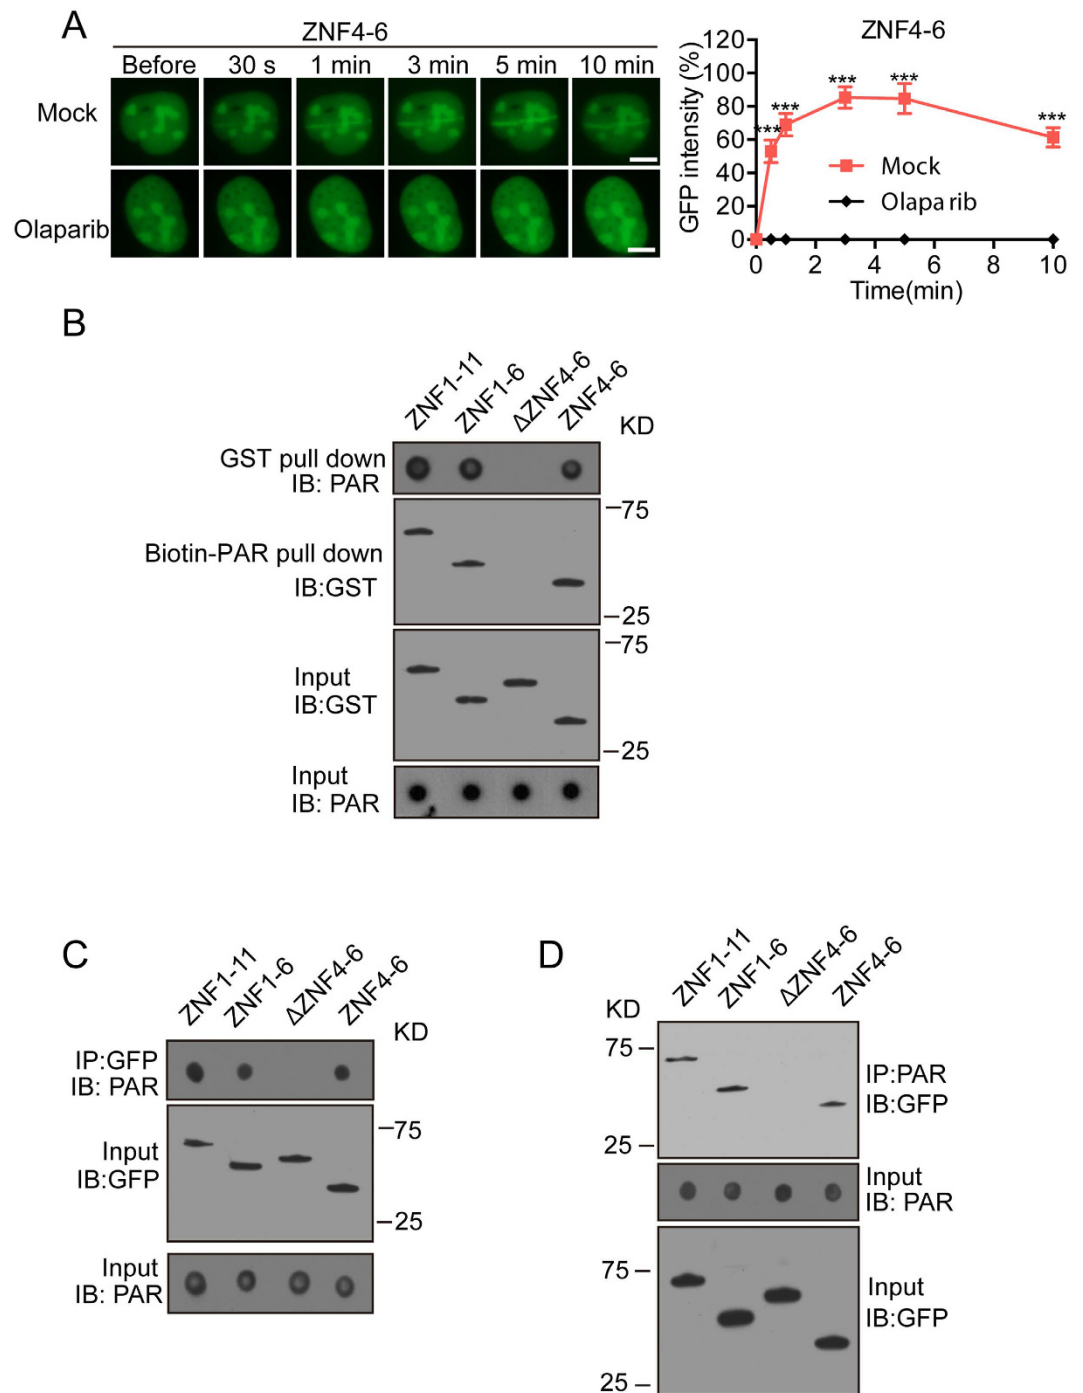 A
ZNF4-6
Before 30 s 1 min 3 min 5 min 10 min
Mock
Olaparib
ZNF4-6
GFP intensity (%)
120
100
80
60
40
20
0
***
***
***
***
***
Mock
Olaparib
0 2 4 6 8 10
Time(min)
B
ZNF1-11 ZNF1-6 ΔZNF4-6 ZNF4-6
KD
GST pull down
IB: PAR
75
Biotin-PAR pull down
IB:GST
25
75
Input
IB:GST
25
Input
IB: PAR
C
ZNF1-11 ZNF1-6 ΔZNF4-6 ZNF4-6
KD
IP:GFP
IB: PAR
75
Input
IB:GFP
25
Input
IB: PAR
D
ZNF1-11 ZNF1-6 ΔZNF4-6 ZNF4-6
KD
75
IP:PAR
IB:GFP
25
Input
IB: PAR
75
Input
IB:GFP
25